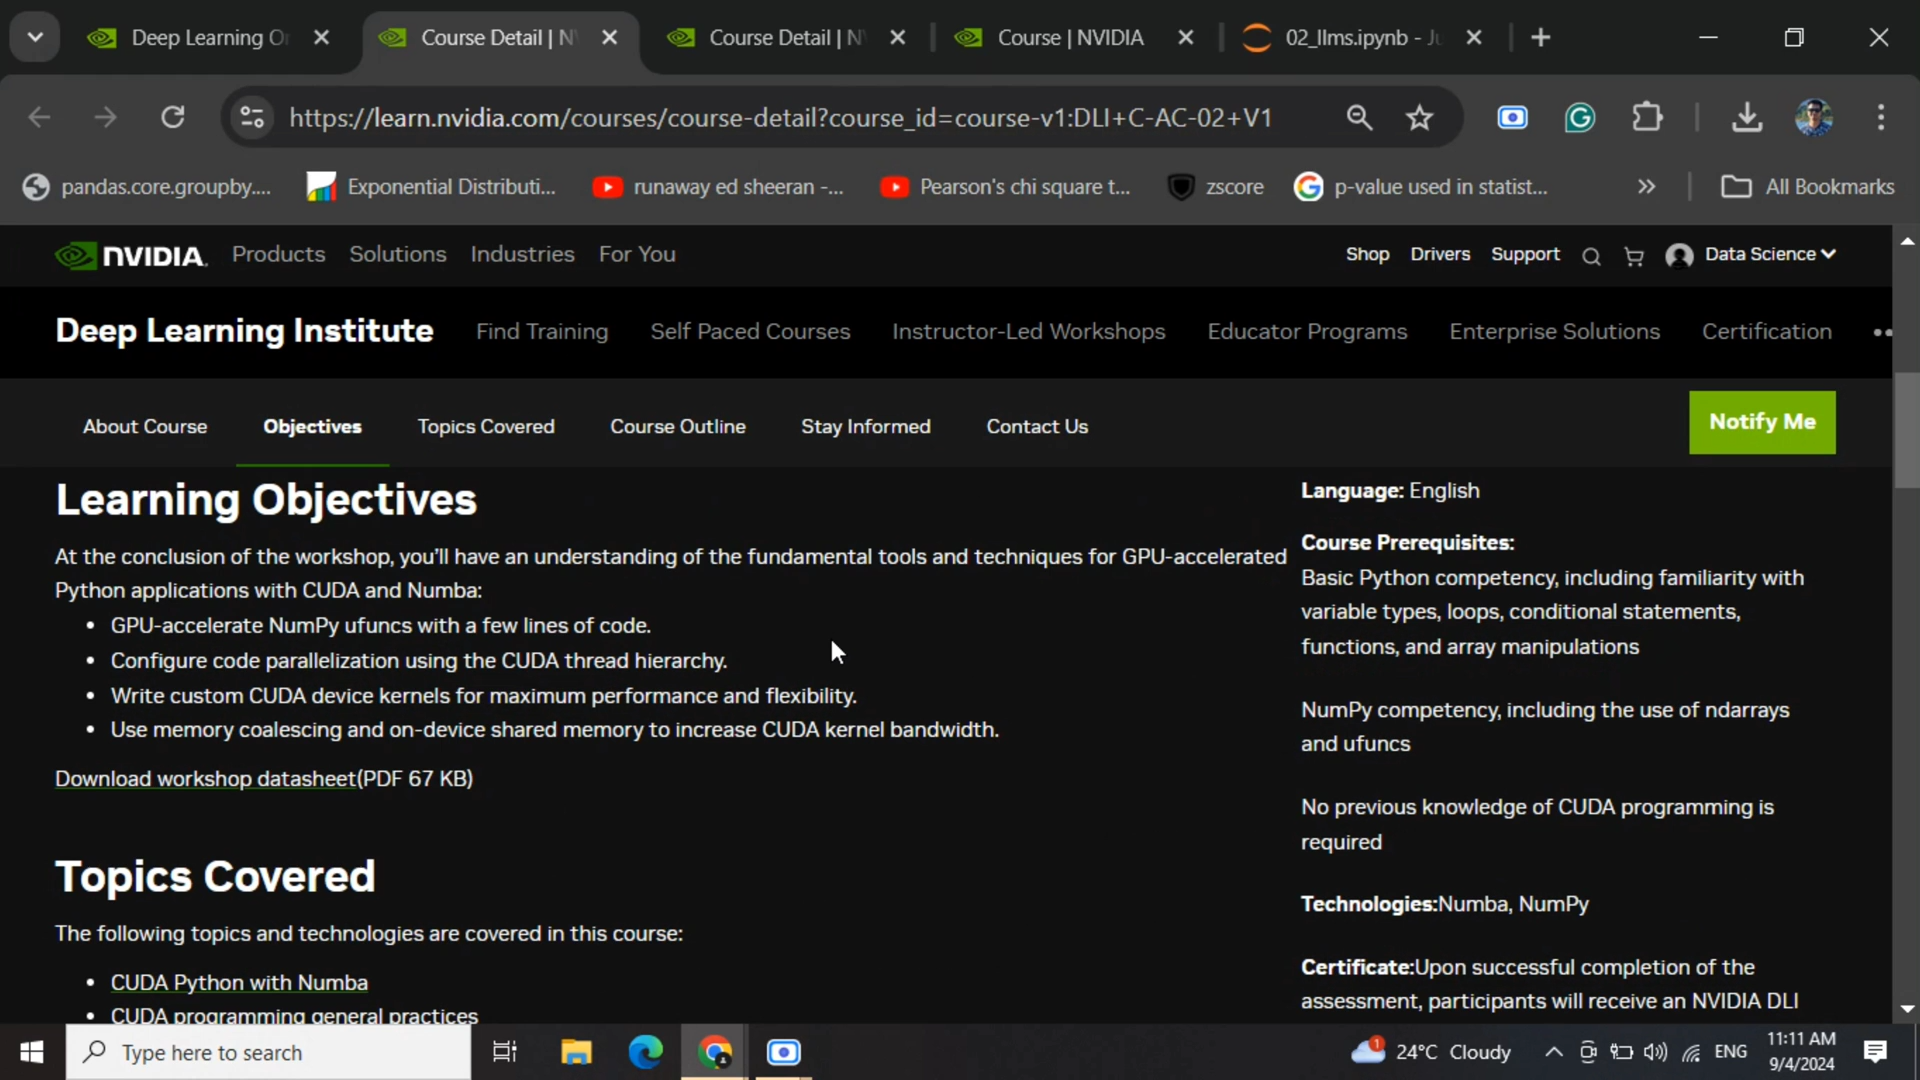 Deep Learning O
Course Detail | N
Course Detail | N
Course | NVIDIA
02_llms.ipynb - Ju
https://learn.nvidia.com/courses/course-detail?course_id=course-v1:DLI+C-AC-02+V1
pandas.core.groupby....
Exponential Distributi...
runaway ed sheeran -...
Pearson's chi square t...
zscore
p-value used in statist...
All Bookmarks
NVIDIA.
Products
Solutions
Industries
For You
Shop
Drivers
Support
Data Science
Deep Learning Institute
Find Training
Self Paced Courses
Instructor-Led Workshops
Educator Programs
Enterprise Solutions
Certification
About Course
Objectives
Topics Covered
Course Outline
Stay Informed
Contact Us
Notify Me
Learning Objectives
At the conclusion of the workshop, you'll have an understanding of the fundamental tools and techniques for GPU-accelerated
Python applications with CUDA and Numba:
• GPU-accelerate NumPy ufuncs with a few lines of code.
• Configure code parallelization using the CUDA thread hierarchy.
• Write custom CUDA device kernels for maximum performance and flexibility.
• Use memory coalescing and on-device shared memory to increase CUDA kernel bandwidth.
Download workshop datasheet(PDF 67 KB)
Topics Covered
The following topics and technologies are covered in this course:
• CUDA Python with Numba
• CUDA programming general practices
Language: English
Course Prerequisites:
Basic Python competency, including familiarity with
variable types, loops, conditional statements,
functions, and array manipulations
NumPy competency, including the use of ndarrays
and ufuncs
No previous knowledge of CUDA programming is
required
Technologies:Numba, NumPy
Certificate:Upon successful completion of the
assessment, participants will receive an NVIDIA DLI
Type here to search
1
24°C Cloudy
ENG
11:11 AM
9/4/2024